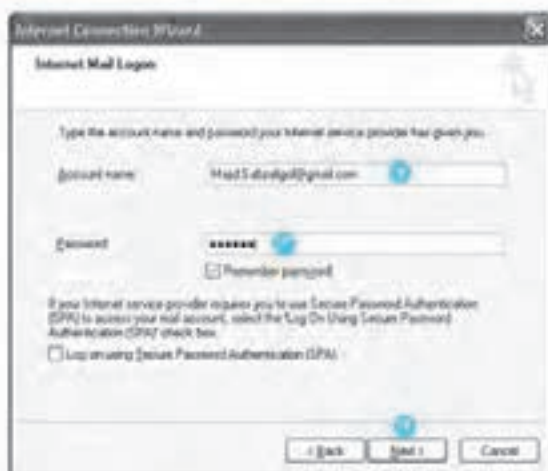 Internet Connection Wizard
Internet Mail Logon
Type the account name and password your Internet service provider has given you.
Account name:
@gmail.com
Password:
Remember password
If your Internet service provider requires you to use Secure Password Authentication
(SPA) to access your mail account, select the 'Log On Using Secure Password
Authentication (SPA)' check box.
Log on using Secure Password Authentication (SPA)
< Back
Next >
Cancel